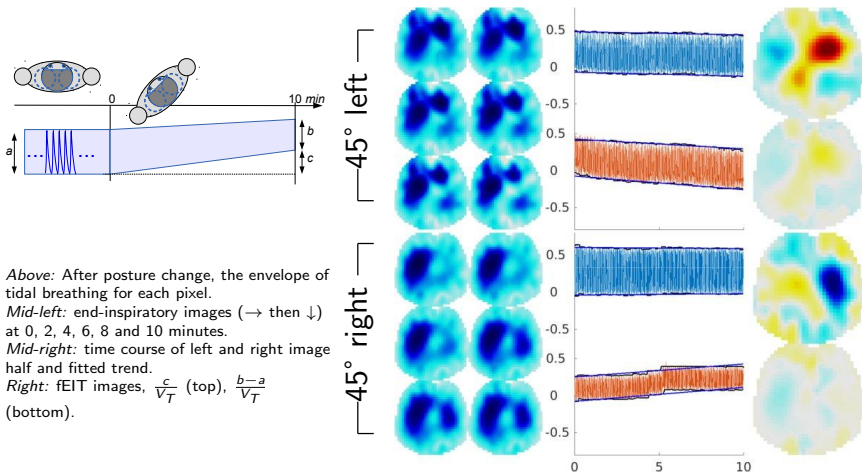 0
10 min
a
b
c
Above: After posture change, the envelope of
tidal breathing for each pixel.
Mid-left: end-inspiratory images (→ then ↓)
at 0, 2, 4, 6, 8 and 10 minutes.
Mid-right: time course of left and right image
half and fitted trend.
Right: fEIT images, c/V_T (top), b−a/V_T
(bottom).
45° left
45° right
0.5
0
-0.5
0.5
0
-0.5
0.5
0
-0.5
0.5
0
-0.5
0
5
10